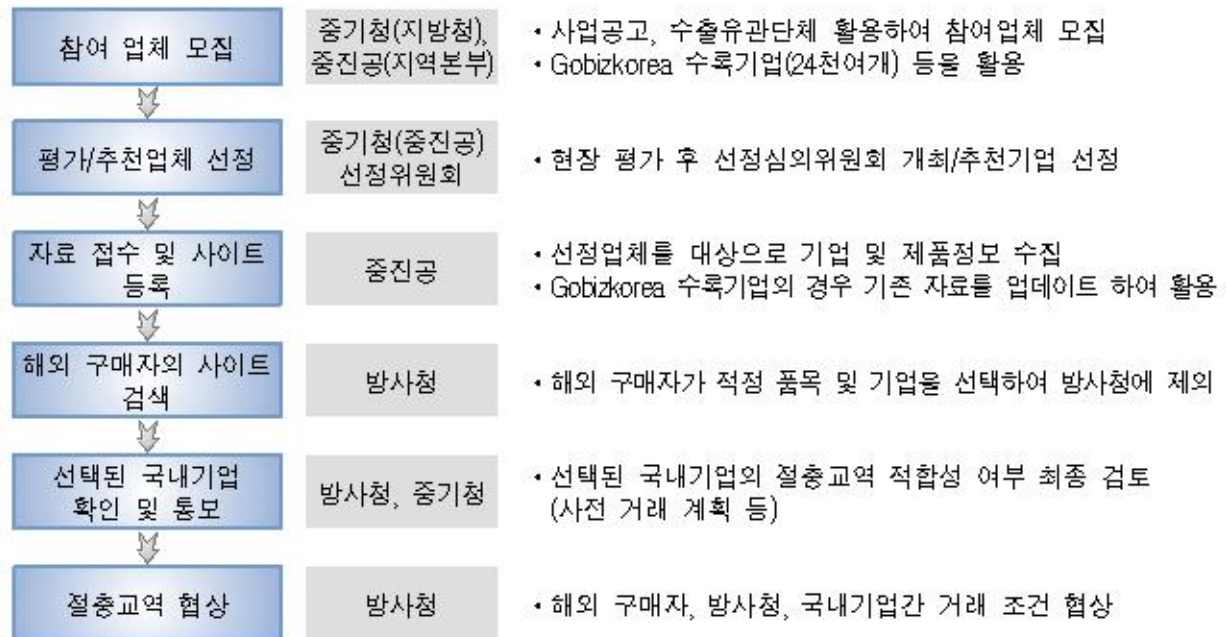 참여 업체 모집
중기청(지방청),
중진공(지역본부)
• 사업공고, 수출유관단체 활용하여 참여업체 모집
• Gobizkorea 수록기업(24천여개) 등을 활용
평가/추천업체 선정
중기청(중진공)
선정위원회
• 현장 평가 후 선정심의위원회 개최/추천기업 선정
자료 접수 및 사이트
등록
중진공
• 선정업체를 대상으로 기업 및 제품정보 수집
• Gobizkorea 수록기업의 경우 기존 자료를 업데이트 하여 활용
해외 구매자의 사이트
검색
방사청
• 해외 구매자가 적정 품목 및 기업을 선택하여 방사청에 제의
선택된 국내기업
확인 및 통보
방사청, 중기청
• 선택된 국내기업의 절충교역 적합성 여부 최종 검토
(사전 거래 계획 등)
절충교역 협상
방사청
• 해외 구매자, 방사청, 국내기업간 거래 조건 협상